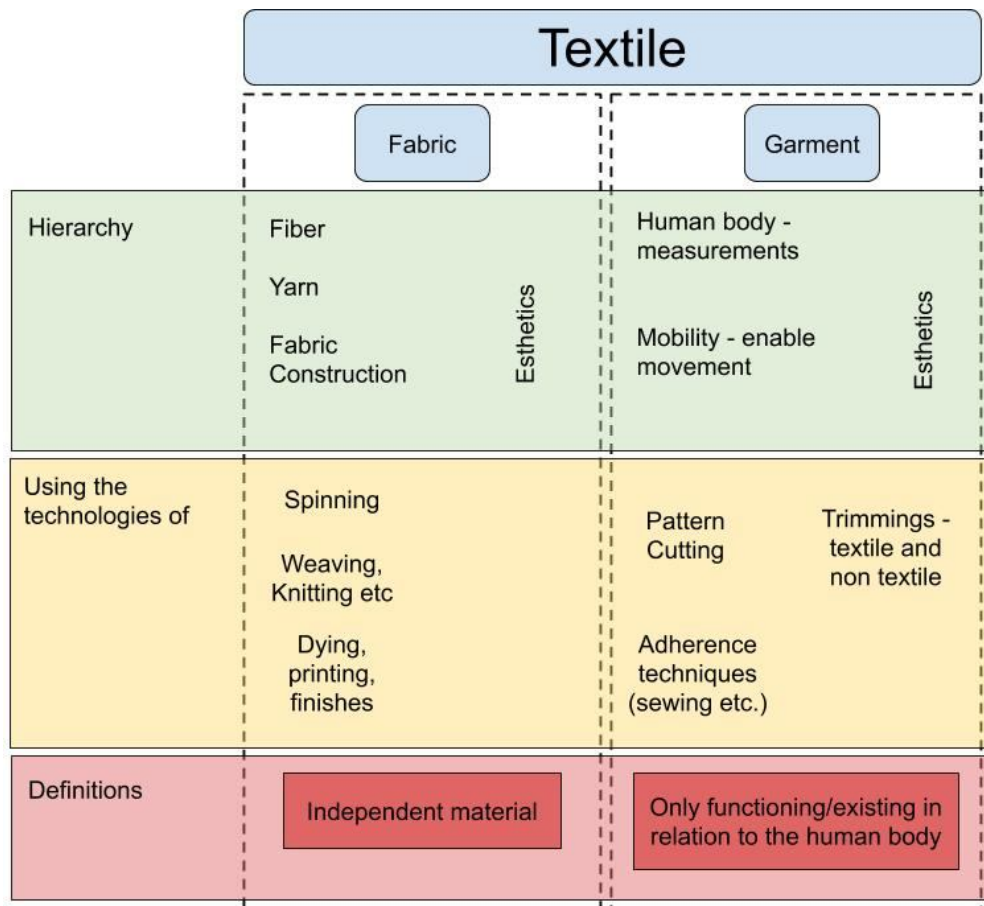 Textile
Fabric
Garment
Hierarchy
Fiber
Yarn
Fabric
Construction
Esthetics
Human body -
measurements
Mobility - enable
movement
Esthetics
Using the
technologies of
Spinning
Weaving,
Knitting etc
Dying,
printing,
finishes
Pattern
Cutting
Trimmings -
textile and
non textile
Adherence
techniques
(sewing etc.)
Definitions
Independent material
Only functioning/existing in
relation to the human body